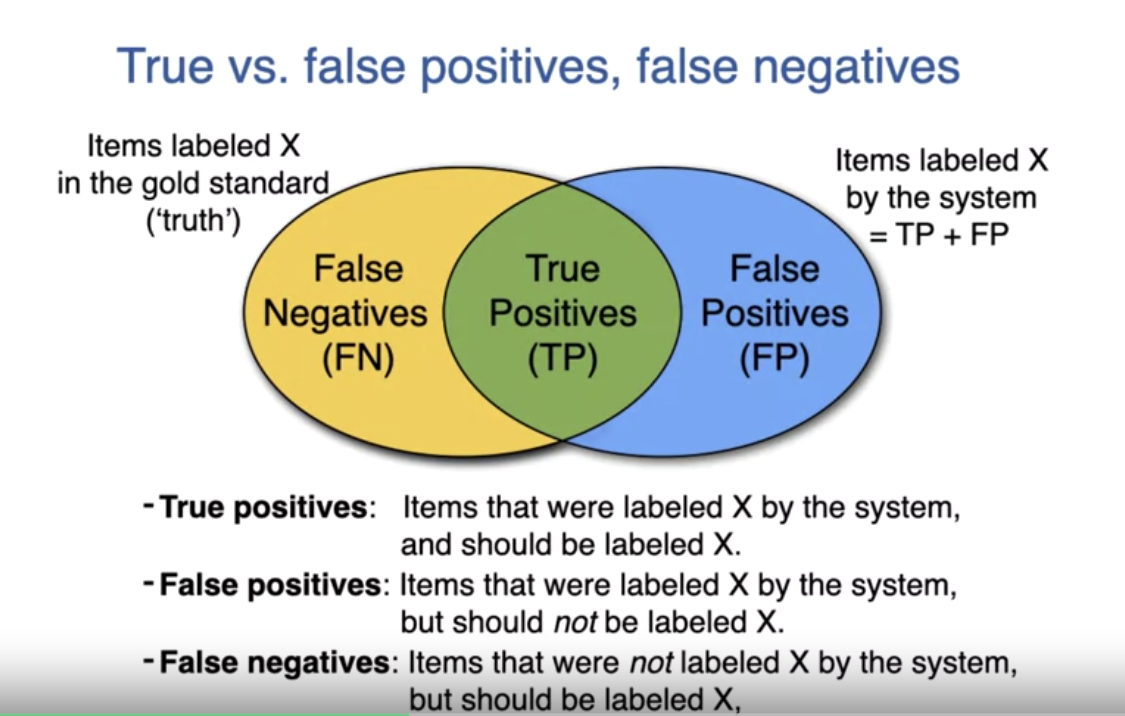 True vs. false positives, false negatives
Items labeled X
in the gold standard
(‘truth’)
Items labeled X
by the system
= TP + FP
False
Negatives
(FN)
True
Positives
(TP)
False
Positives
(FP)
- True positives: Items that were labeled X by the system,
and should be labeled X.
- False positives: Items that were labeled X by the system,
but should not be labeled X.
- False negatives: Items that were not labeled X by the system,
but should be labeled X,